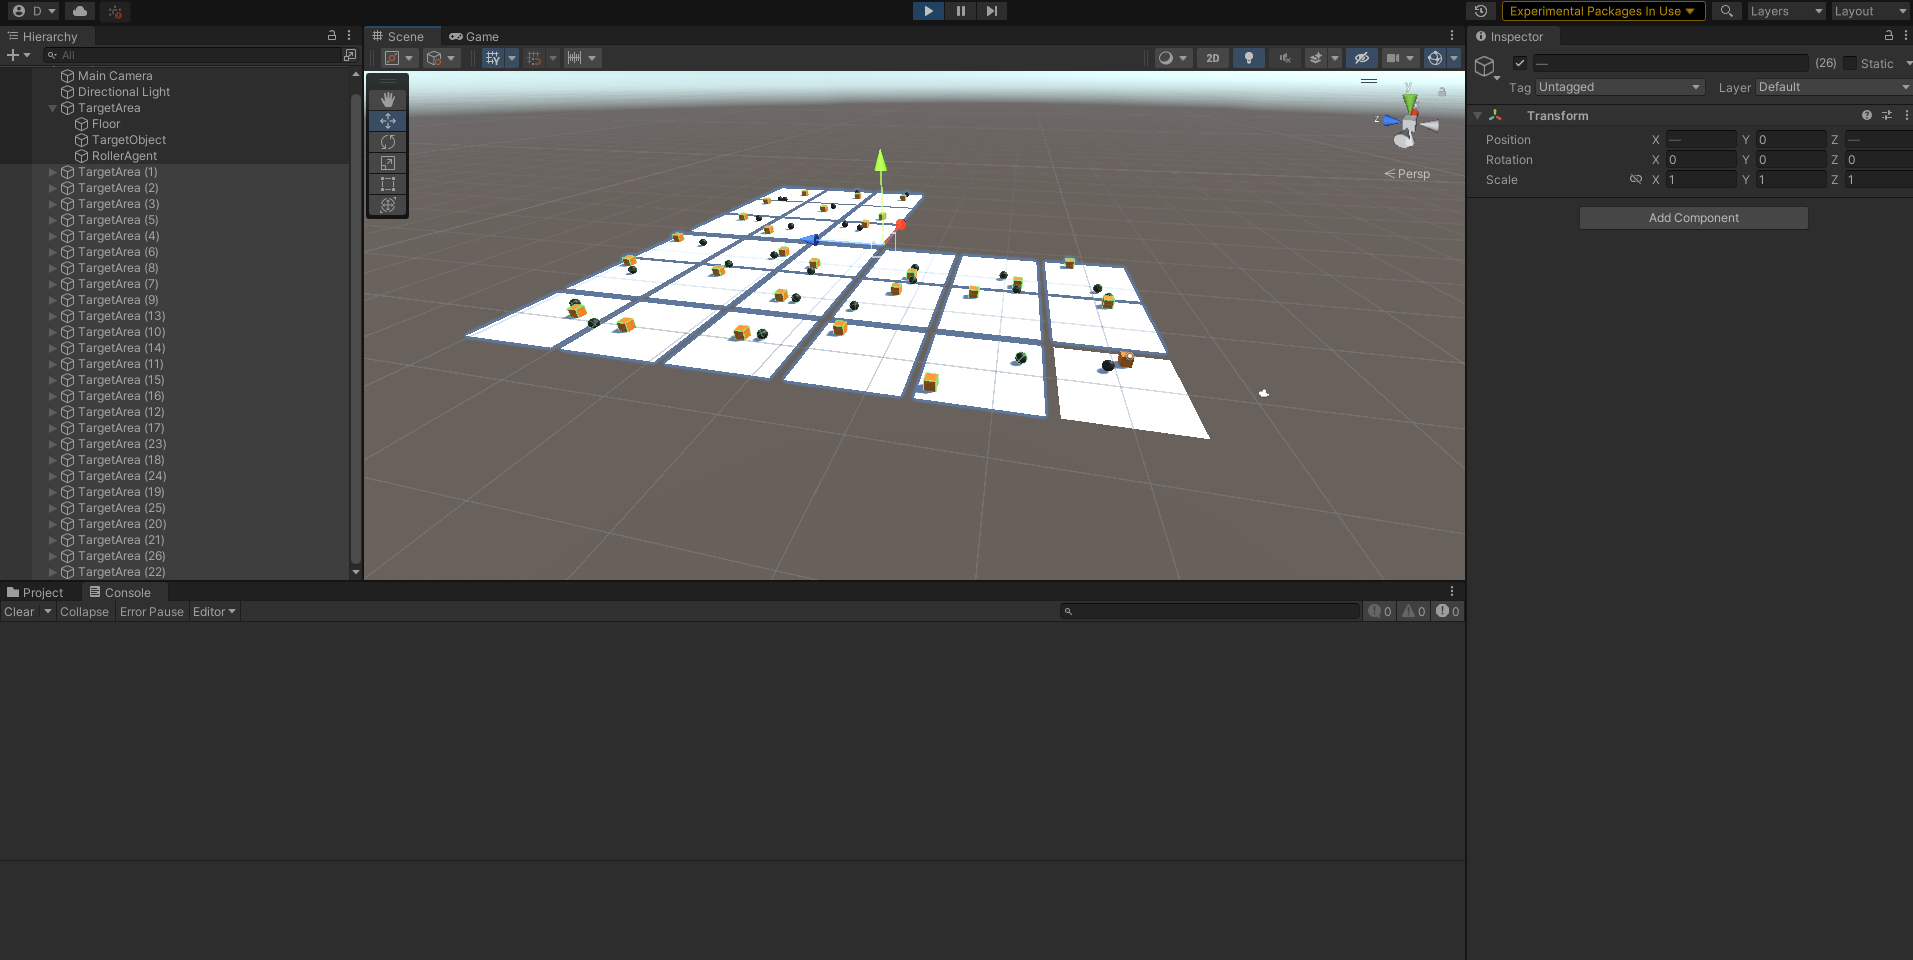 D
Experimental Packages In Use
Layers
Layout
Hierarchy
Scene
Game
Inspector
All
2D
(26)
Static
Main Camera
Directional Light
Tag
Untagged
Layer
Default
TargetArea
Floor
TargetObject
RollerAgent
TargetArea (1)
TargetArea (2)
TargetArea (3)
TargetArea (5)
TargetArea (4)
TargetArea (6)
TargetArea (8)
TargetArea (7)
TargetArea (9)
TargetArea (13)
TargetArea (10)
TargetArea (14)
TargetArea (11)
TargetArea (15)
TargetArea (16)
TargetArea (12)
TargetArea (17)
TargetArea (23)
TargetArea (18)
TargetArea (24)
TargetArea (19)
TargetArea (25)
TargetArea (20)
TargetArea (21)
TargetArea (26)
TargetArea (22)
y
z
Persp
Transform
Position X — Y 0 Z —
Rotation X 0 Y 0 Z 0
Scale X 1 Y 1 Z 1
Add Component
Project
Console
Clear
Collapse
Error Pause
Editor
0
0
0